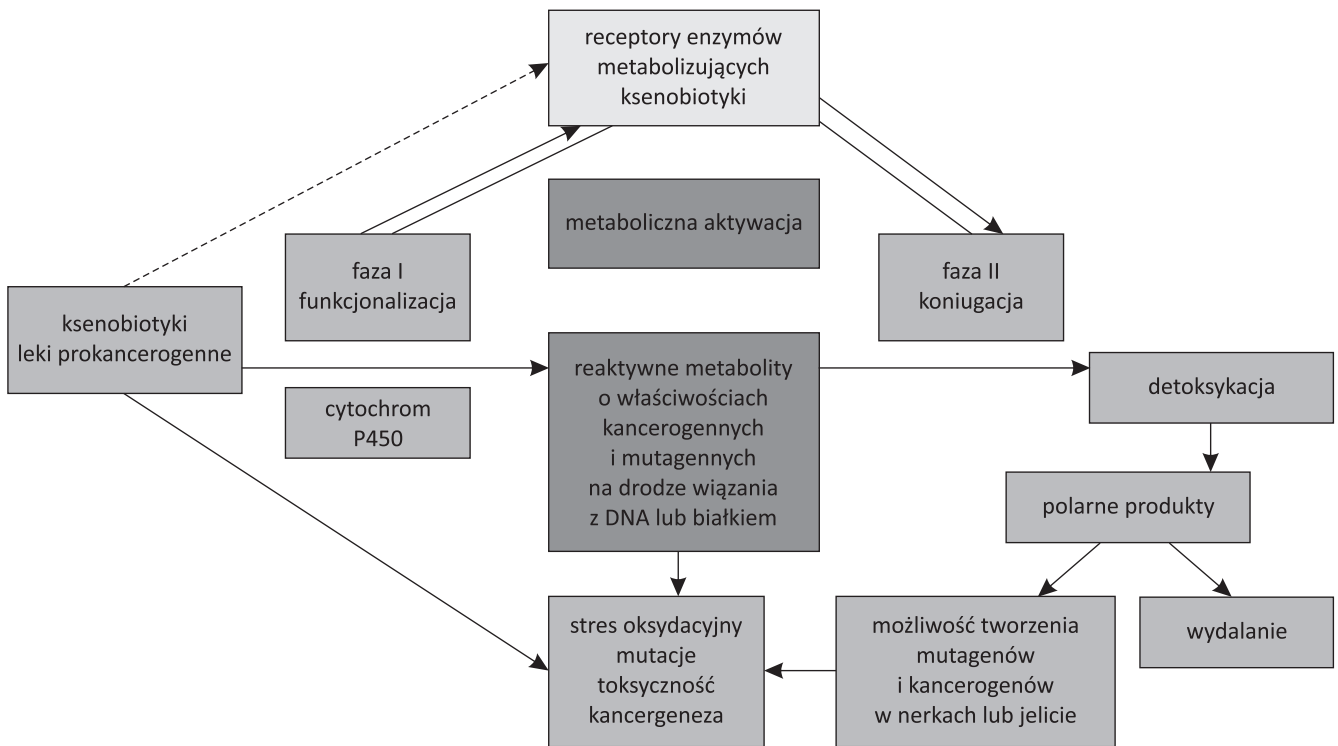 receptory enzymów
metabolizujących
ksenobiotyki
metaboliczna aktywacja
faza I
funkcjonalizacja
faza II
koniugacja
ksenobiotyki
leki prokancerogenne
cytochrom
P450
reaktywne metabolity
o właściwościach
kancerogennych
i mutagennych
na drodze wiązania
z DNA lub białkiem
detoksykacja
polarne produkty
stres oksydacyjny
mutacje
toksyczność
kancergeneza
możliwość tworzenia
mutagenów
i kancerogenów
w nerkach lub jelicie
wydalanie